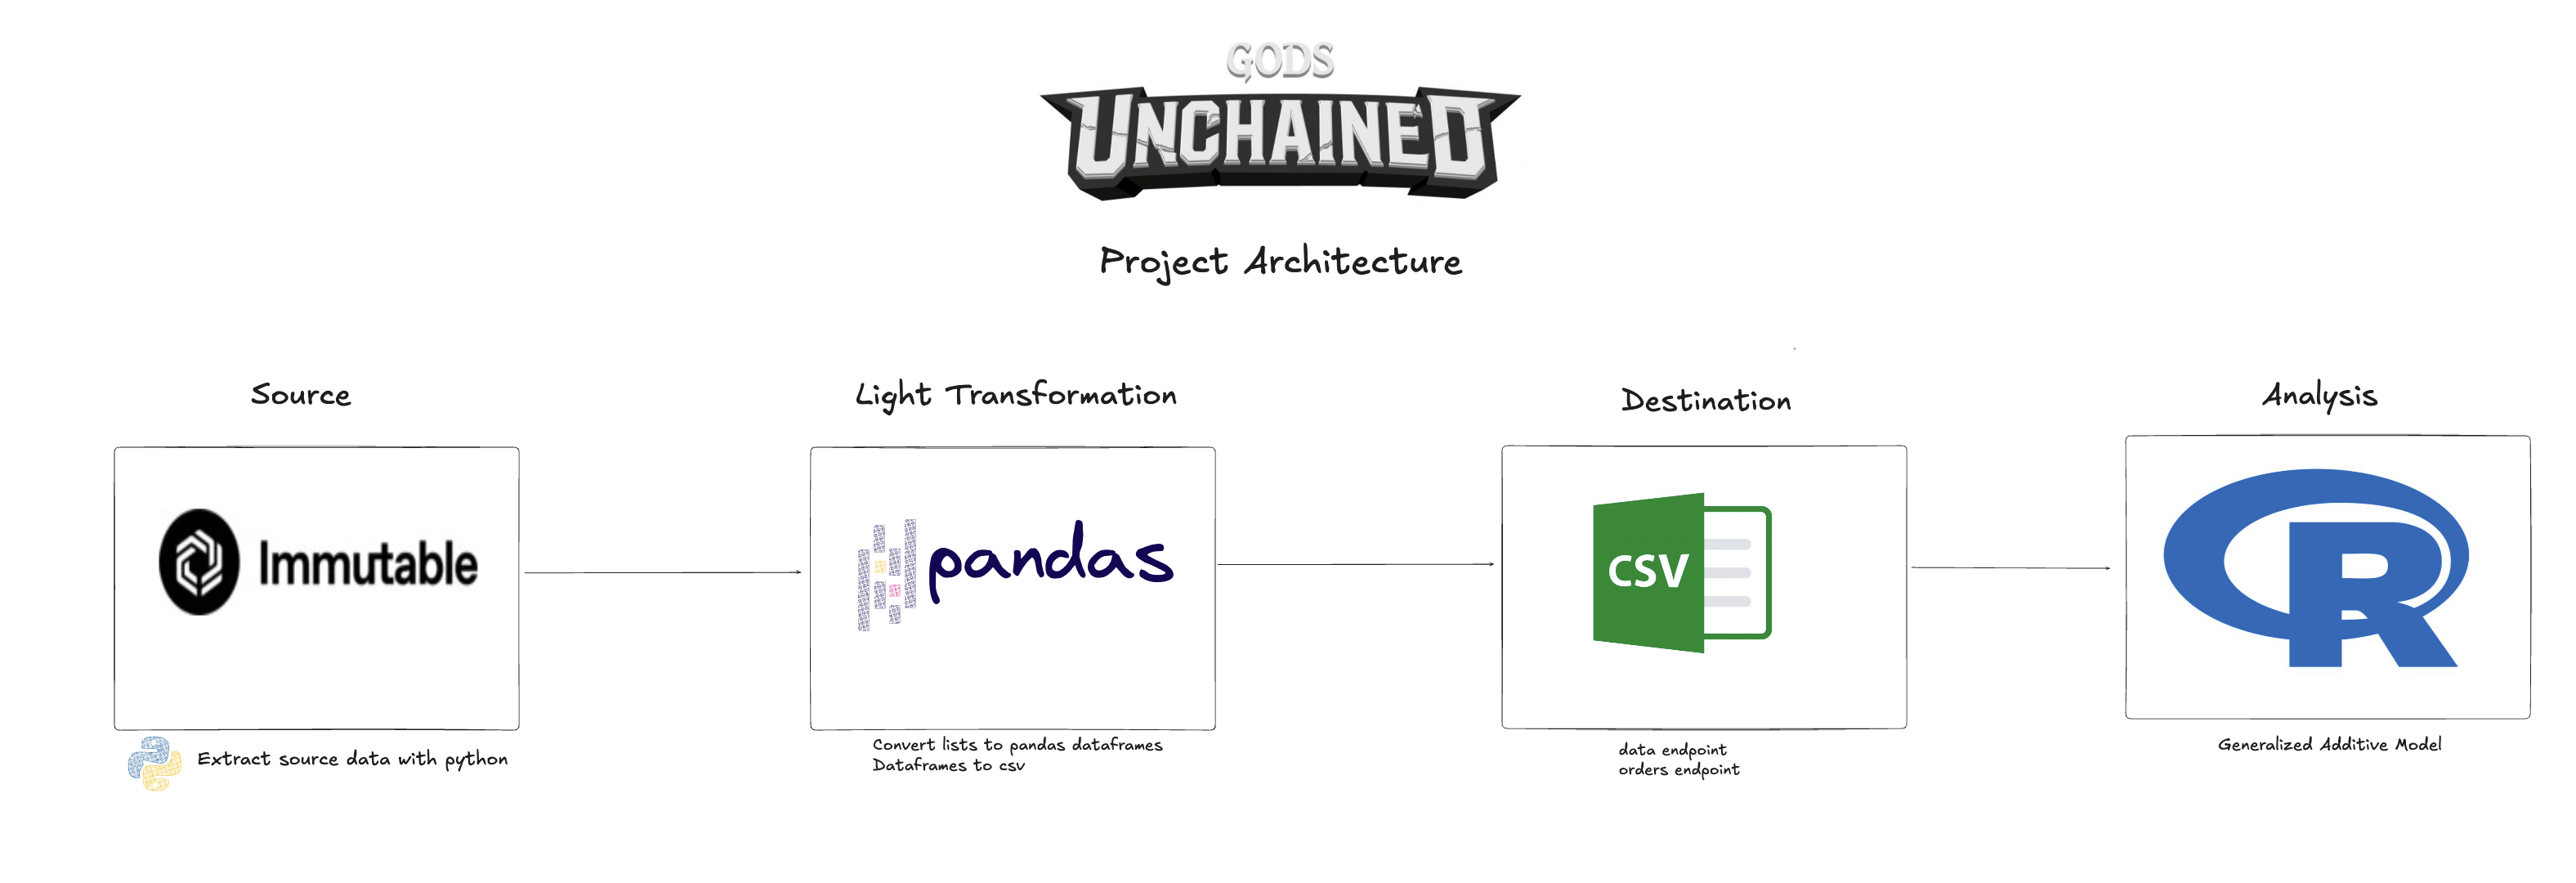 GODS
UNCHAINED
Project Architecture
Source
Light Transformation
Destination
Analysis
Immutable
pandas
CSV
R
Extract source data with python
Convert lists to pandas dataframes
Dataframes to csv
data endpoint
orders endpoint
Generalized Additive Model